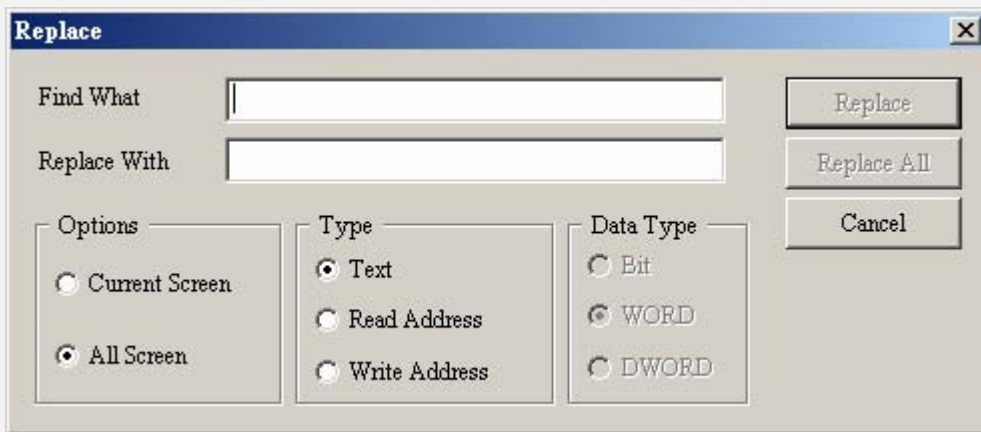 Replace
Find What
Replace
Replace With
Replace All
Cancel
Options
Current Screen
All Screen
Type
Text
Read Address
Write Address
Data Type
Bit
WORD
DWORD